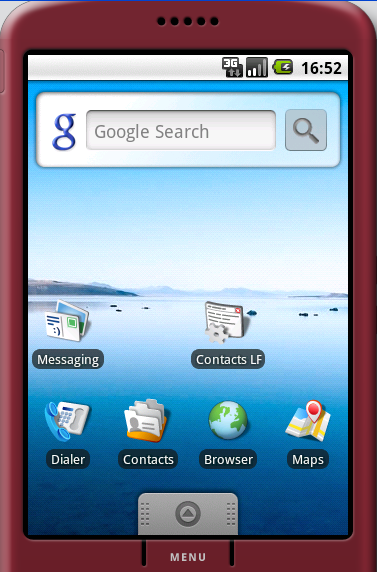 3G
16:52
g
Google Search
Messaging
Contacts LF
Dialer
Contacts
Browser
Maps
MENU